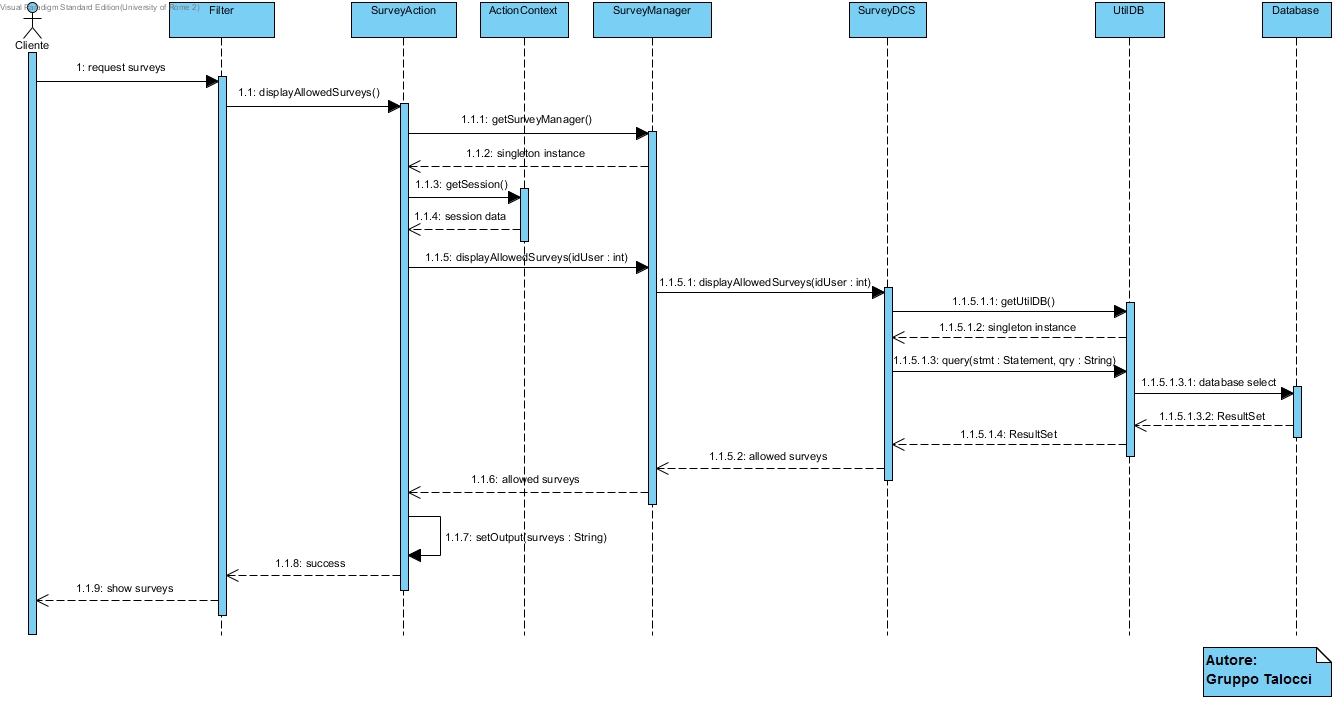 Visual Paradigm Standard Edition(University of Rome 2)
Cliente
Filter
SurveyAction
ActionContext
SurveyManager
SurveyDCS
UtilDB
Database
1: request surveys
1.1: displayAllowedSurveys()
1.1.1: getSurveyManager()
1.1.2: singleton instance
1.1.3: getSession()
1.1.4: session data
1.1.5: displayAllowedSurveys(idUser : int)
1.1.5.1: displayAllowedSurveys(idUser : int)
1.1.5.1.1: getUtilDB()
1.1.5.1.2: singleton instance
1.1.5.1.3: query(stmt : Statement, qry : String)
1.1.5.1.3.1: database select
1.1.5.1.3.2: ResultSet
1.1.5.1.4: ResultSet
1.1.5.2: allowed surveys
1.1.6: allowed surveys
1.1.7: setOutput(surveys : String)
1.1.8: success
1.1.9: show surveys
Autore:
Gruppo Talocci